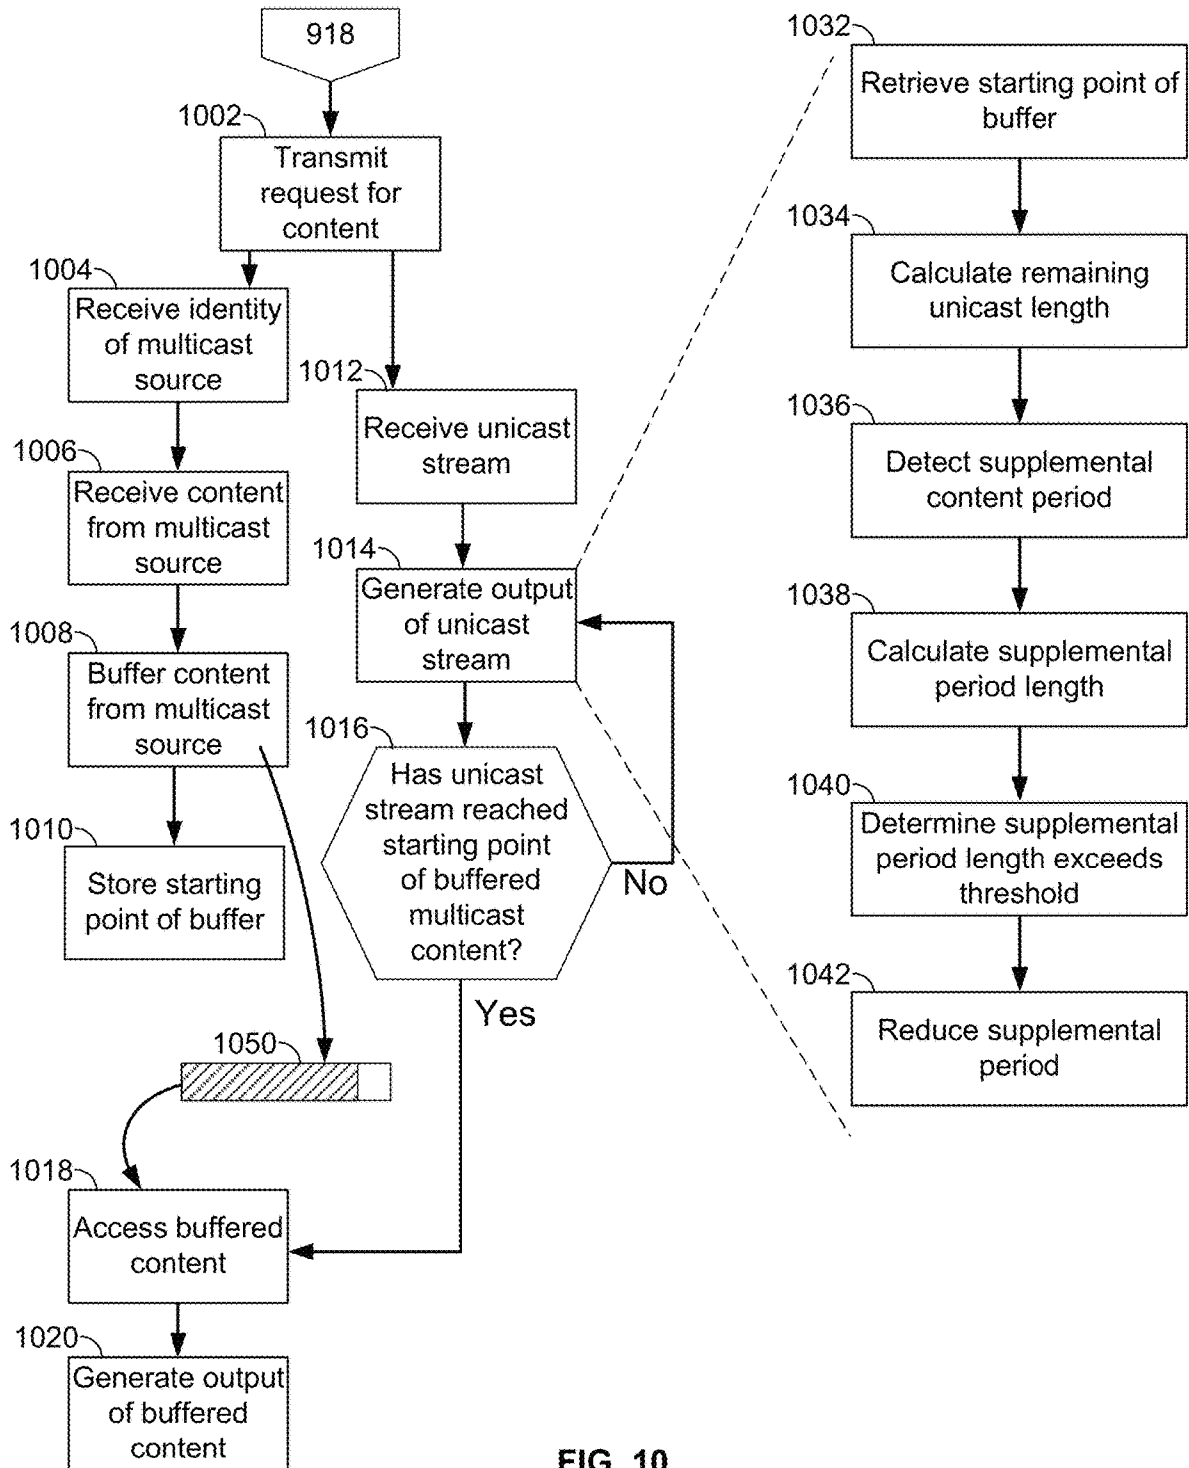 918
1002
Transmit
request for
content
1004
Receive identity
of multicast
source
1006
Receive content
from multicast
source
1008
Buffer content
from multicast
source
1010
Store starting
point of buffer
1012
Receive unicast
stream
1014
Generate output
of unicast
stream
1016
Has unicast
stream reached
starting point
of buffered
multicast
content?
No
Yes
1050
1018
Access buffered
content
1020
Generate output
of buffered
content
1032
Retrieve starting point of
buffer
1034
Calculate remaining
unicast length
1036
Detect supplemental
content period
1038
Calculate supplemental
period length
1040
Determine supplemental
period length exceeds
threshold
1042
Reduce supplemental
period
FIG. 10